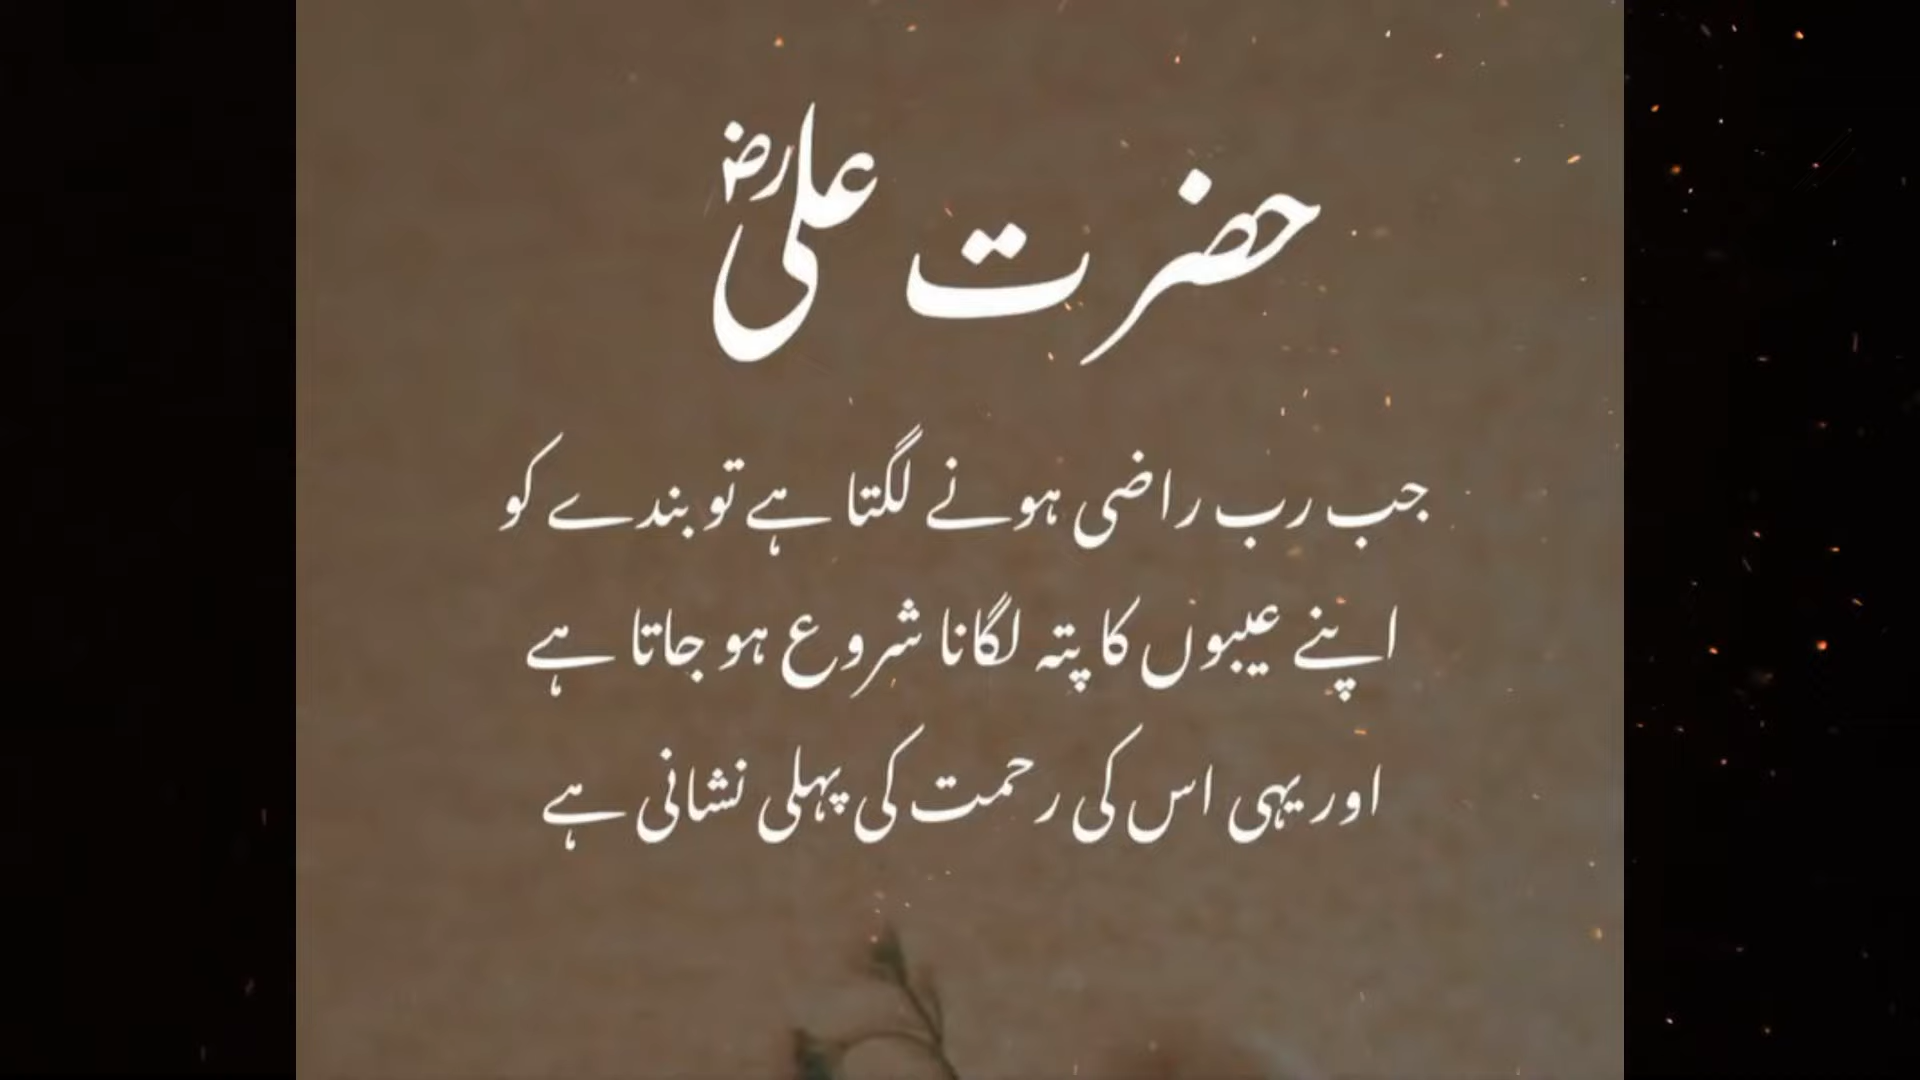 حضرت علیؓ
جب رب راضی ہونے لگتا ہے تو بندے کو
اپنے عیبوں کا پتہ لگانا شروع ہو جاتا ہے
اور یہی اس کی رحمت کی پہلی نشانی ہے